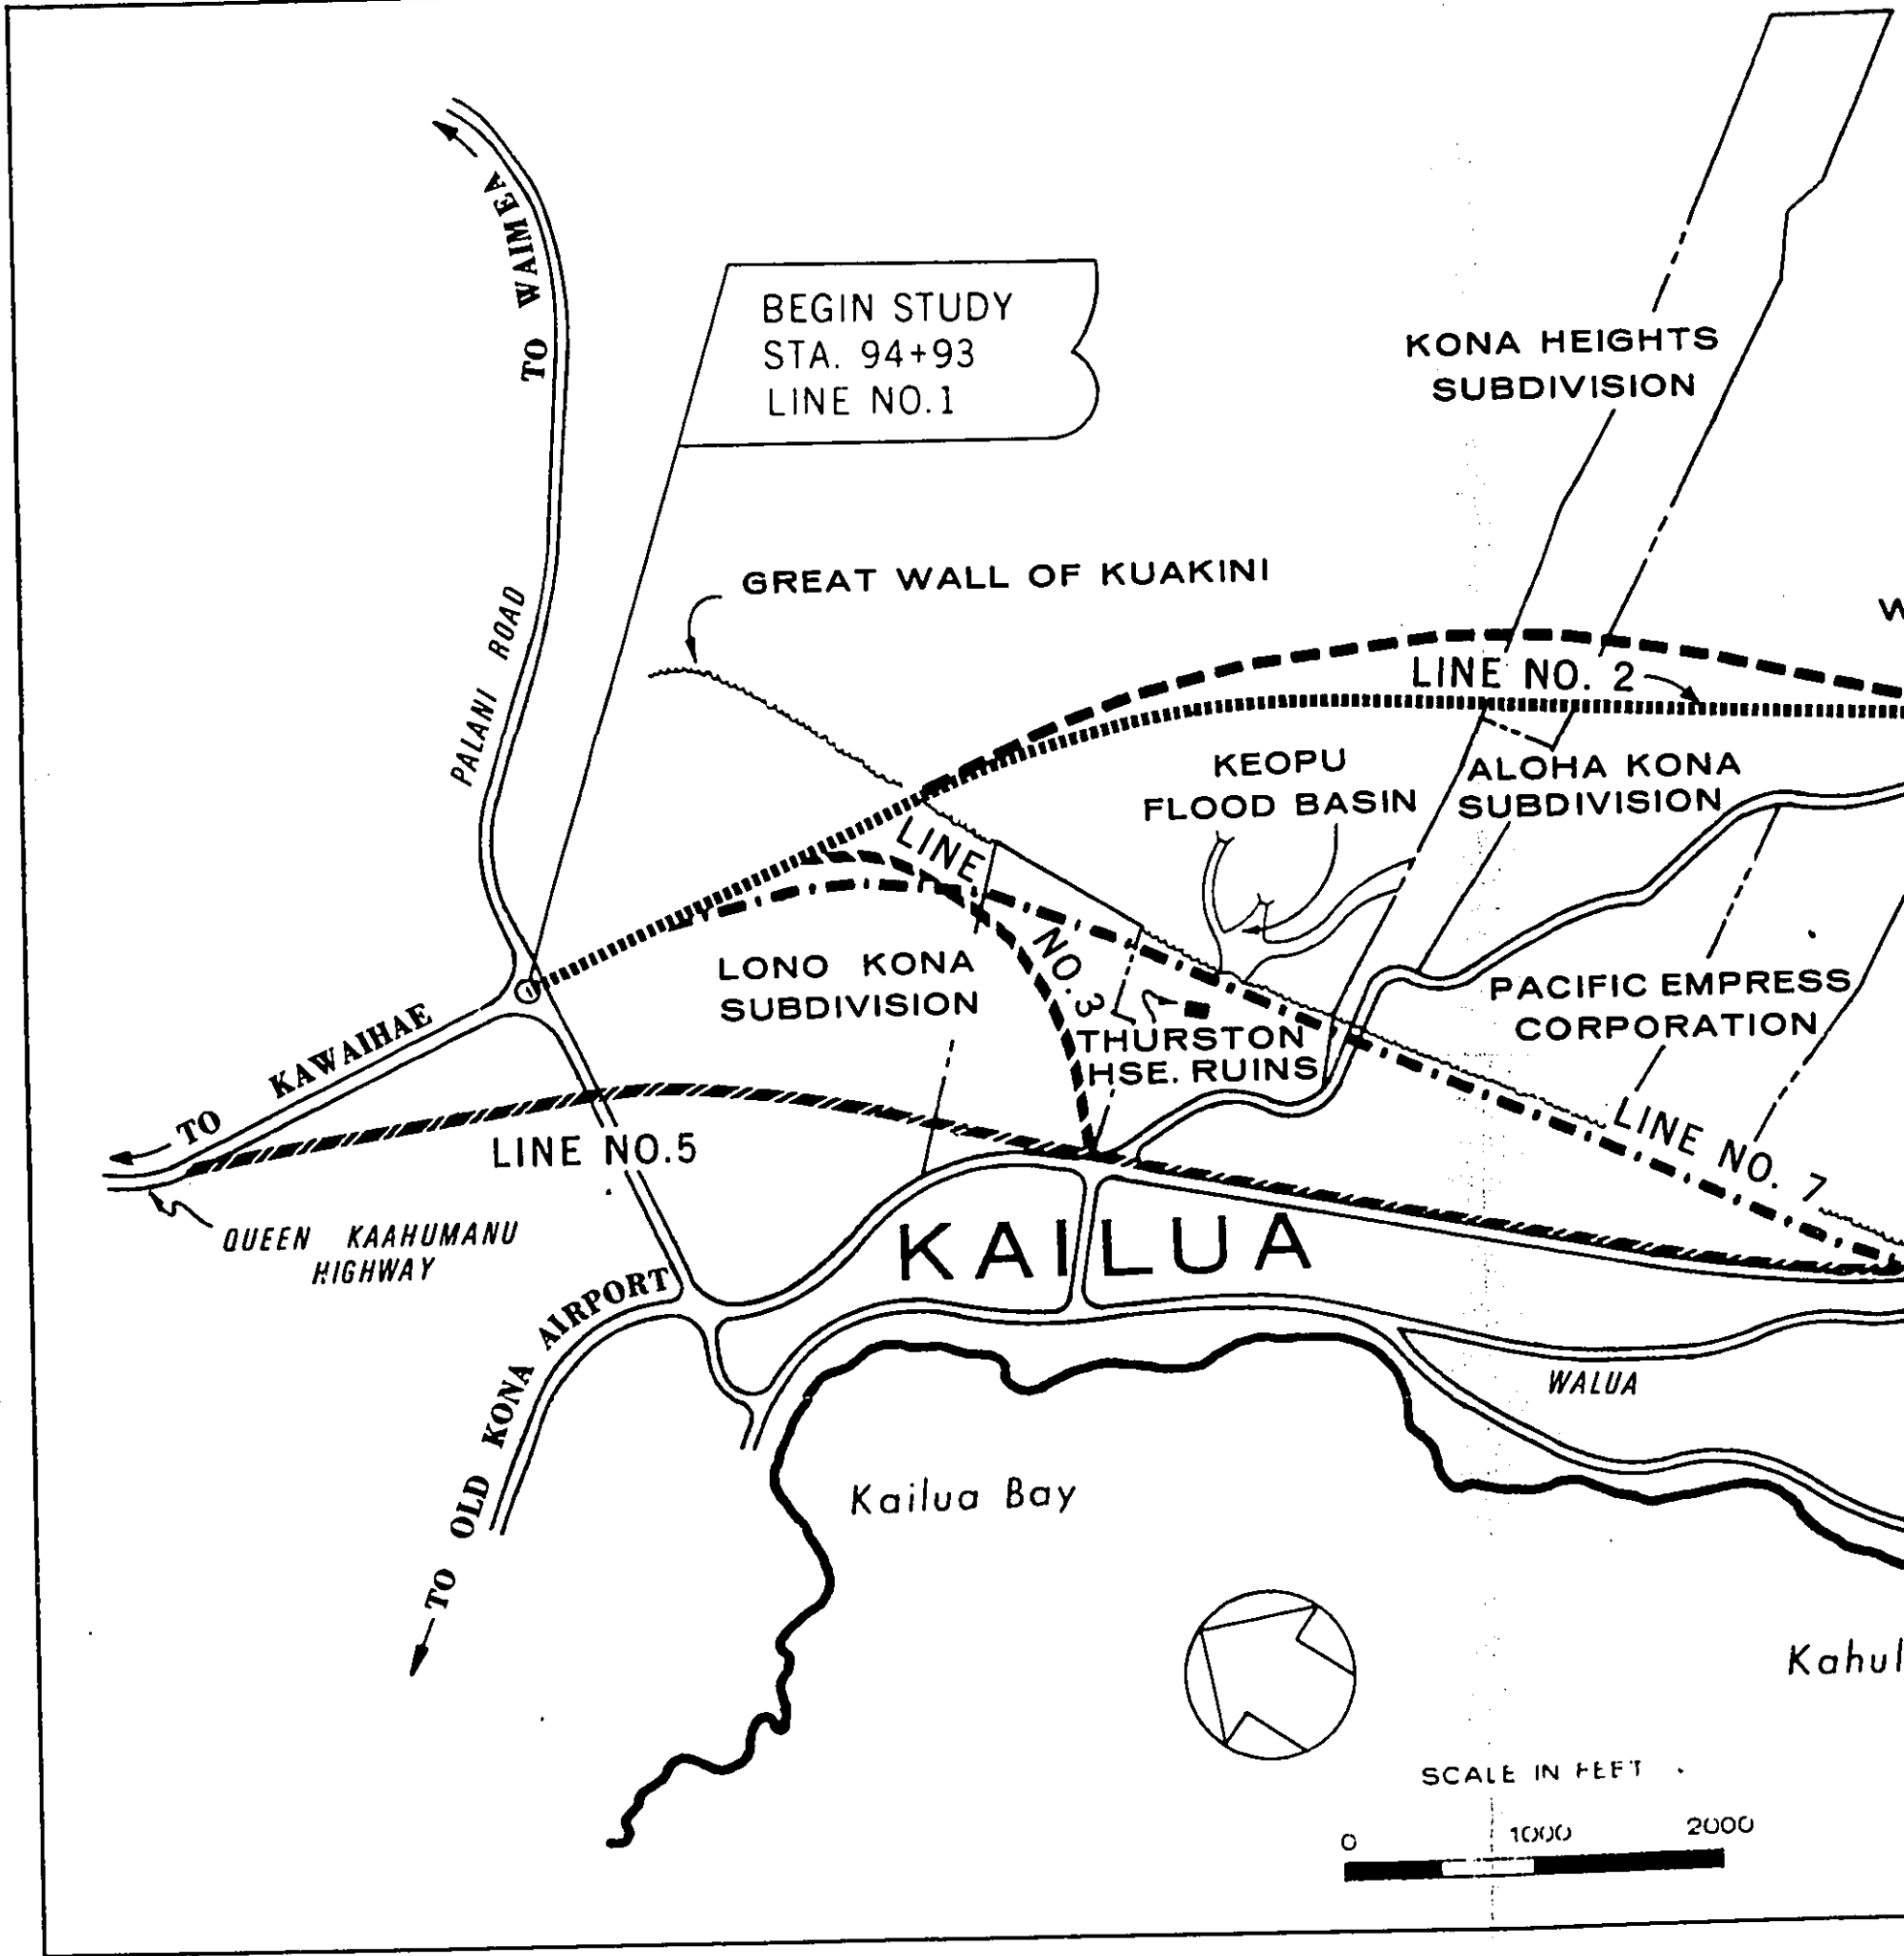 TO WAIMEA
BEGIN STUDY
STA. 94+93
LINE NO.1
KONA HEIGHTS
SUBDIVISION
GREAT WALL OF KUAKINI
PALANI ROAD
W
LINE NO. 2
KEOPU
FLOOD BASIN
ALOHA KONA
SUBDIVISION
LINE NO. 3
LONO KONA
SUBDIVISION
PACIFIC EMPRESS
CORPORATION
THURSTON
HSE. RUINS
TO KAWAIHAE
LINE NO.5
LINE NO. 7
QUEEN KAAHUMANU
HIGHWAY
KAILUA
TO OLD KONA AIRPORT
WALUA
Kailua Bay
Kahul
SCALE IN FEET
0 1000 2000